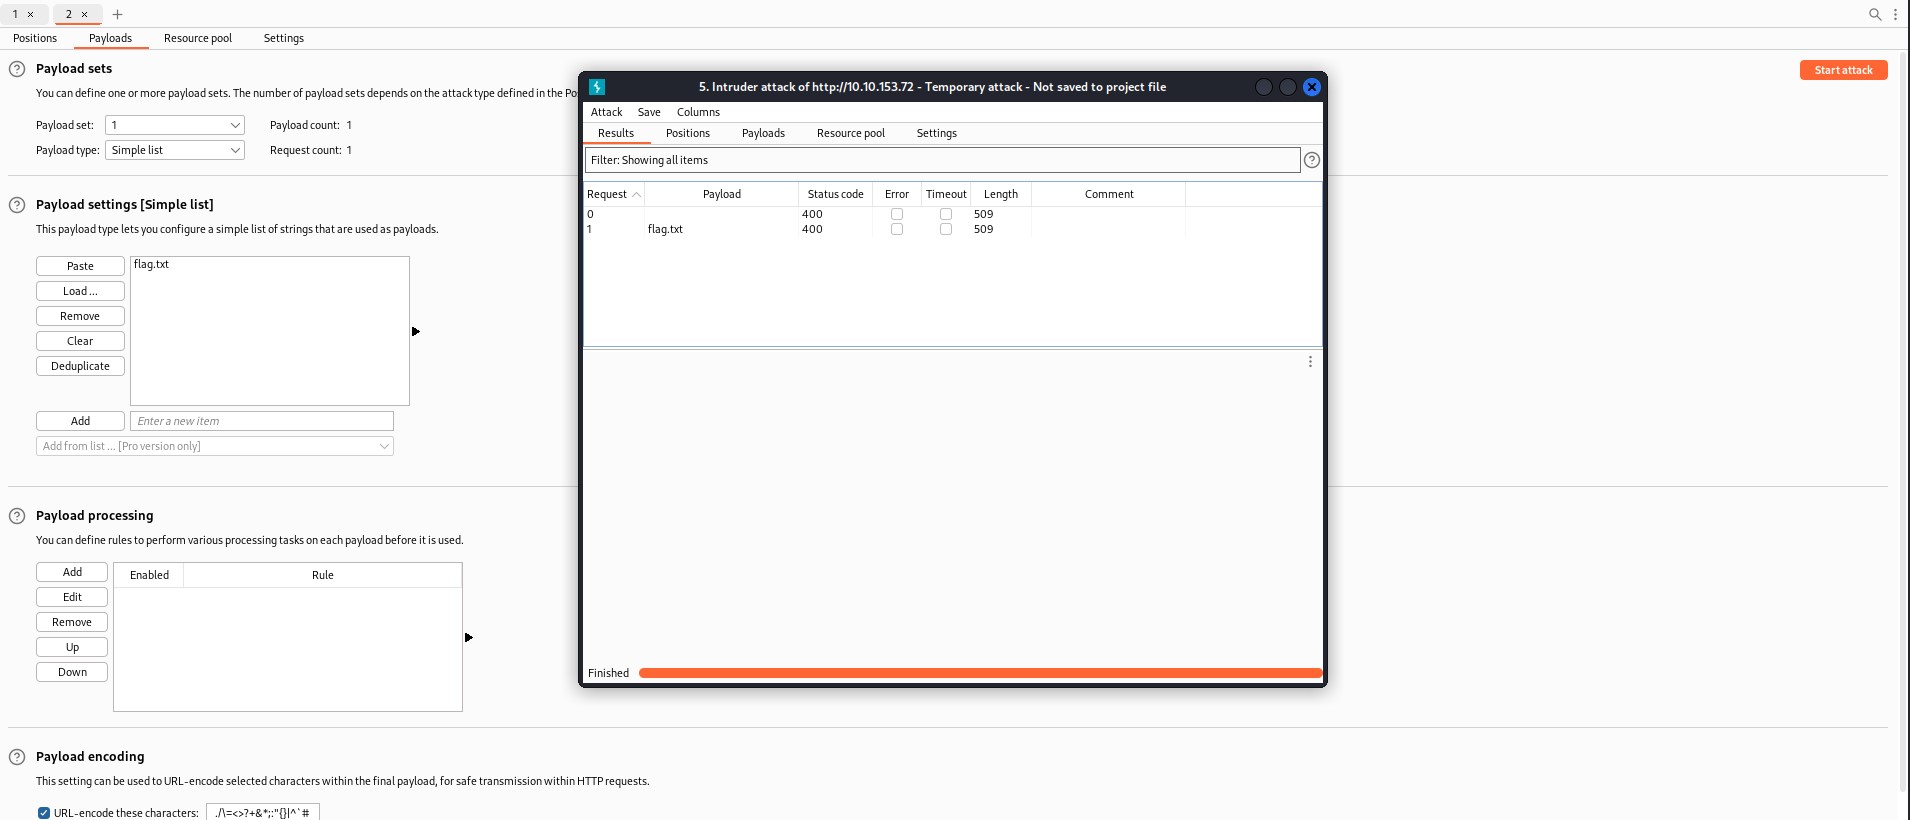 1 × 2 × +
Positions Payloads Resource pool Settings
? Payload sets
Start attack
You can define one or more payload sets. The number of payload sets depends on the attack type defined in the Po
Payload set: 1 Payload count: 1
Payload type: Simple list Request count: 1
? Payload settings [Simple list]
This payload type lets you configure a simple list of strings that are used as payloads.
Paste
flag.txt
Load ...
Remove
Clear
Deduplicate
Add Enter a new item
Add from list ... [Pro version only]
? Payload processing
You can define rules to perform various processing tasks on each payload before it is used.
Add
Enabled Rule
Edit
Remove
Up
Down
? Payload encoding
This setting can be used to URL-encode selected characters within the final payload, for safe transmission within HTTP requests.
URL-encode these characters: ./\=<>?+&*;:"{}|^`#
5. Intruder attack of http://10.10.153.72 - Temporary attack - Not saved to project file
Attack Save Columns
Results Positions Payloads Resource pool Settings
Filter: Showing all items ?
Request Payload Status code Error Timeout Length Comment
0 400 509
1 flag.txt 400 509
Finished